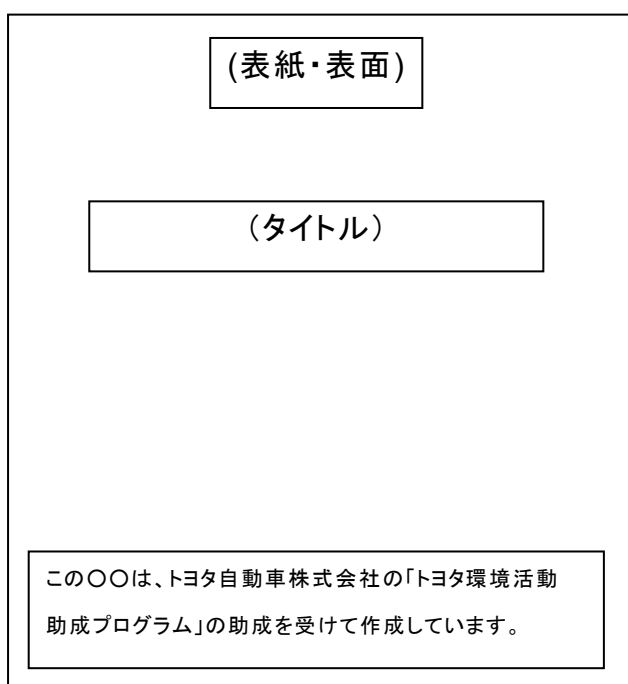 (表紙・表面)
(タイトル)
この〇〇は、トヨタ自動車株式会社の「トヨタ環境活動
助成プログラム」の助成を受けて作成しています。